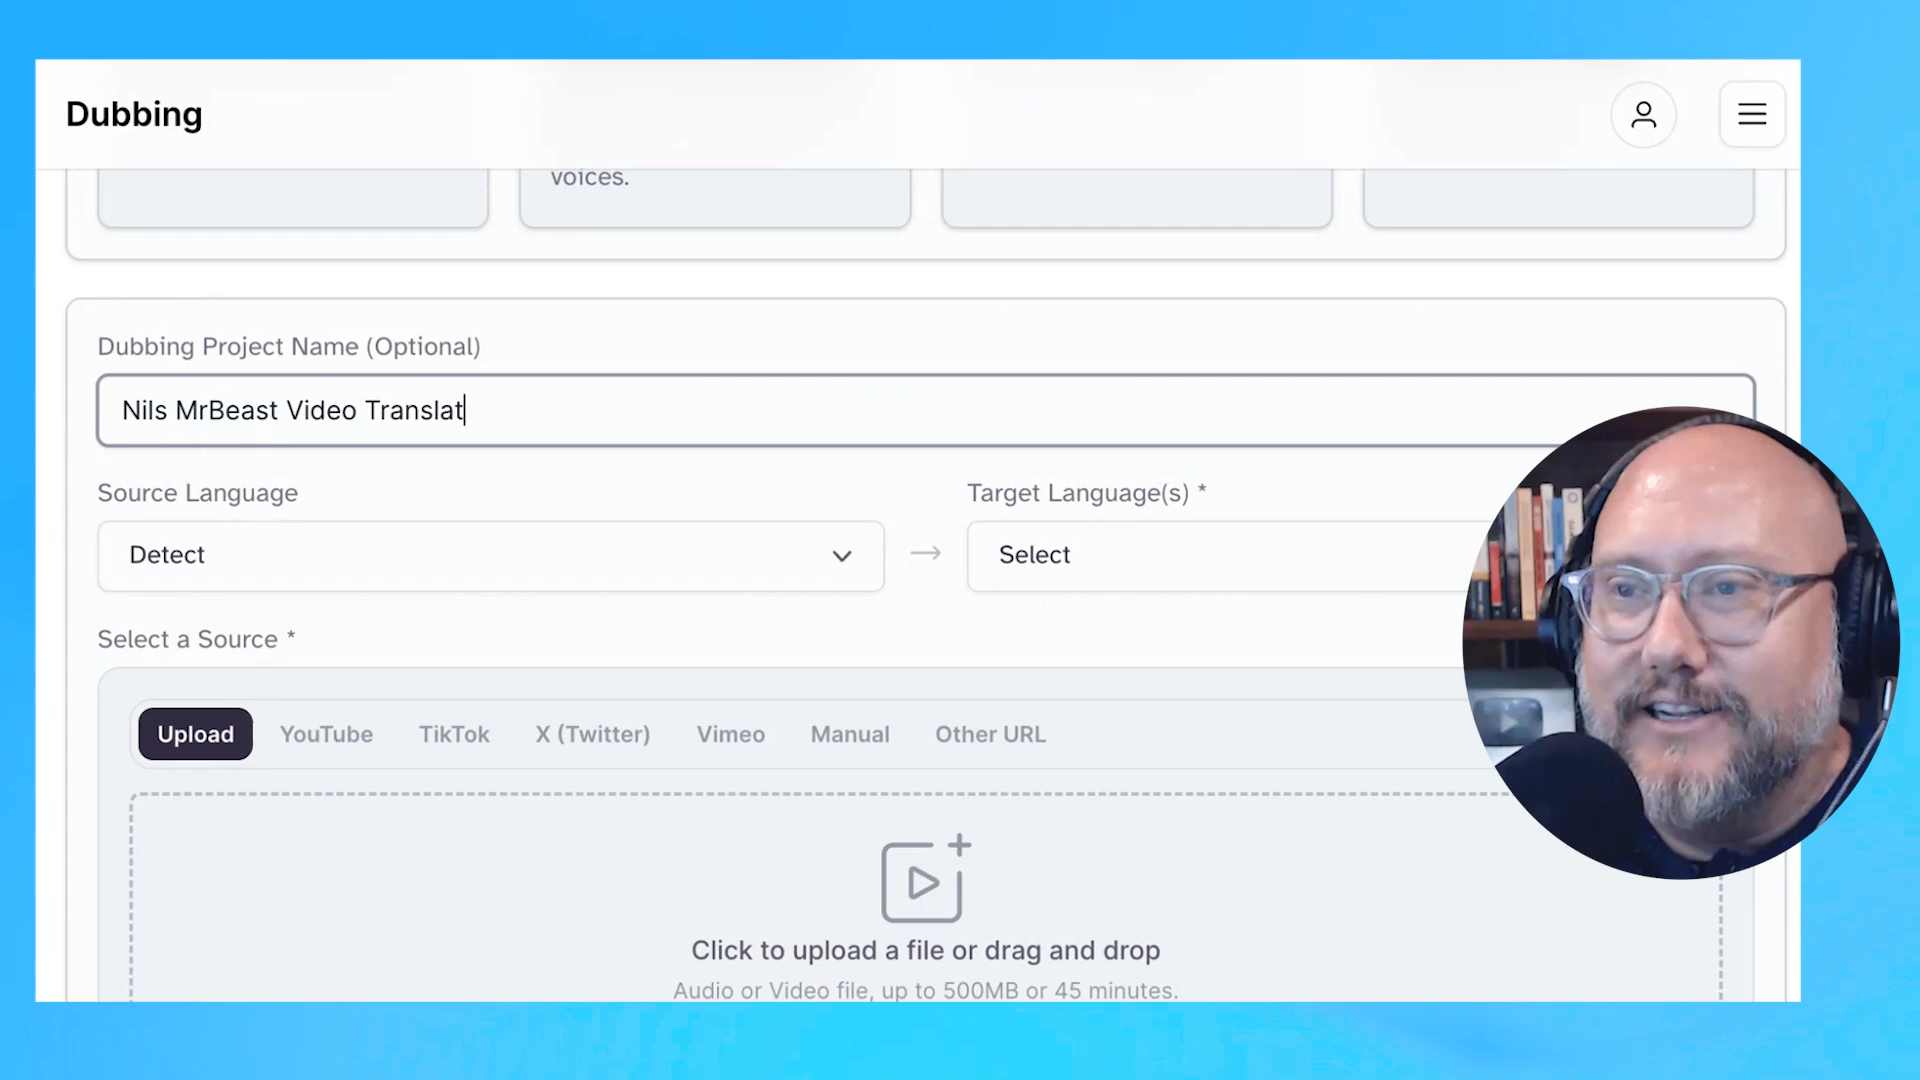 Dubbing
voices.
Dubbing Project Name (Optional)
Nils MrBeast Video Translat
Source Language
Target Language(s) *
Detect
Select
Select a Source *
Upload YouTube TikTok X (Twitter) Vimeo Manual Other URL
Click to upload a file or drag and drop
Audio or Video file, up to 500MB or 45 minutes.